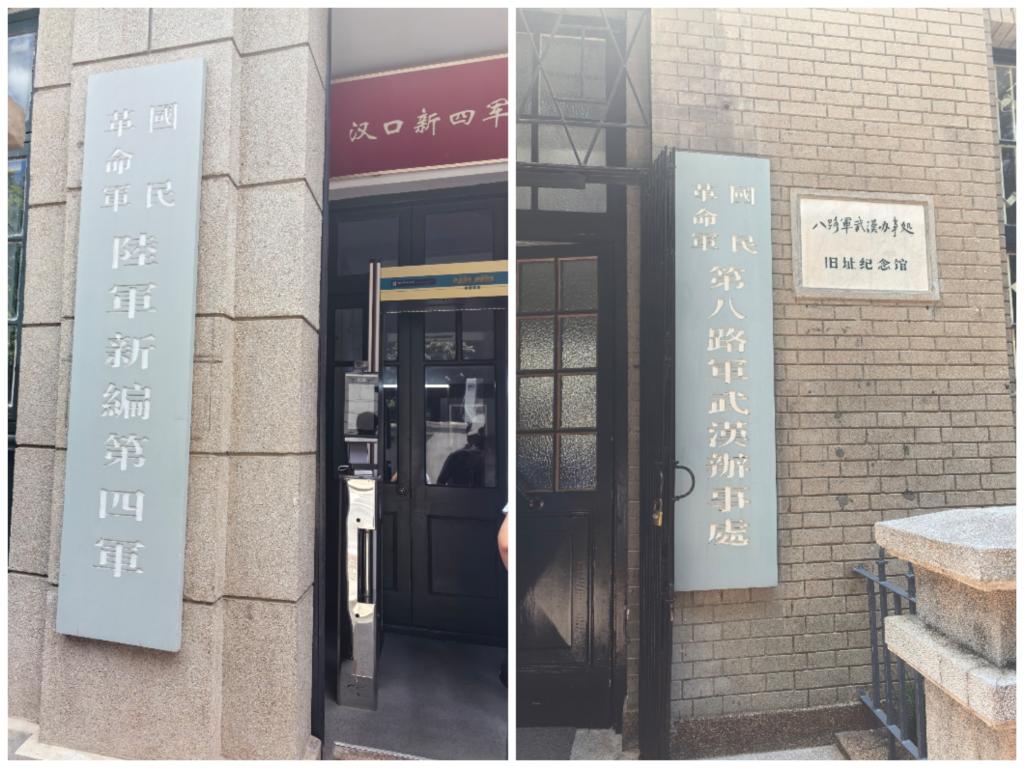 國民
革命軍
陸軍新編第四軍
汉口新四军
國民
革命軍
第八路軍武漢辦事處
八路軍武漢办事処
旧址纪念馆